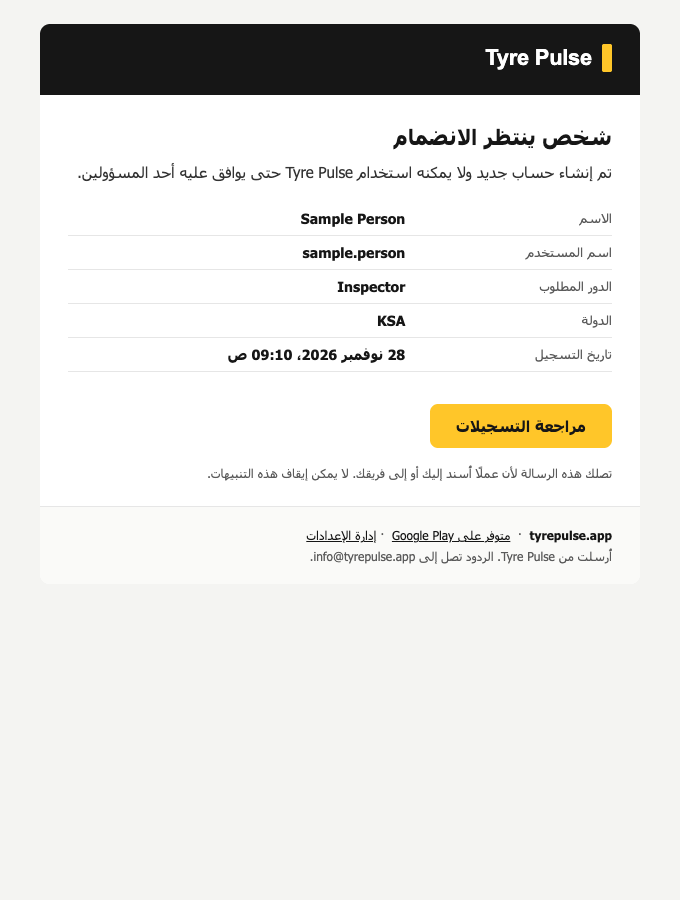 Tyre Pulse
شخص ينتظر الانضمام
تم إنشاء حساب جديد ولا يمكنه استخدام Tyre Pulse حتى يوافق عليه أحد المسؤولين.
الاسم Sample Person
اسم المستخدم sample.person
الدور المطلوب Inspector
الدولة KSA
تاريخ التسجيل 28 نوفمبر 2026، 09:10 ص
مراجعة التسجيلات
تصلك هذه الرسالة لأن عملًا أُسند إليك أو إلى فريقك. لا يمكن إيقاف هذه التنبيهات.
tyrepulse.app · متوفر على Google Play · إدارة الإعدادات
أُرسلت من Tyre Pulse. الردود تصل إلى info@tyrepulse.app.